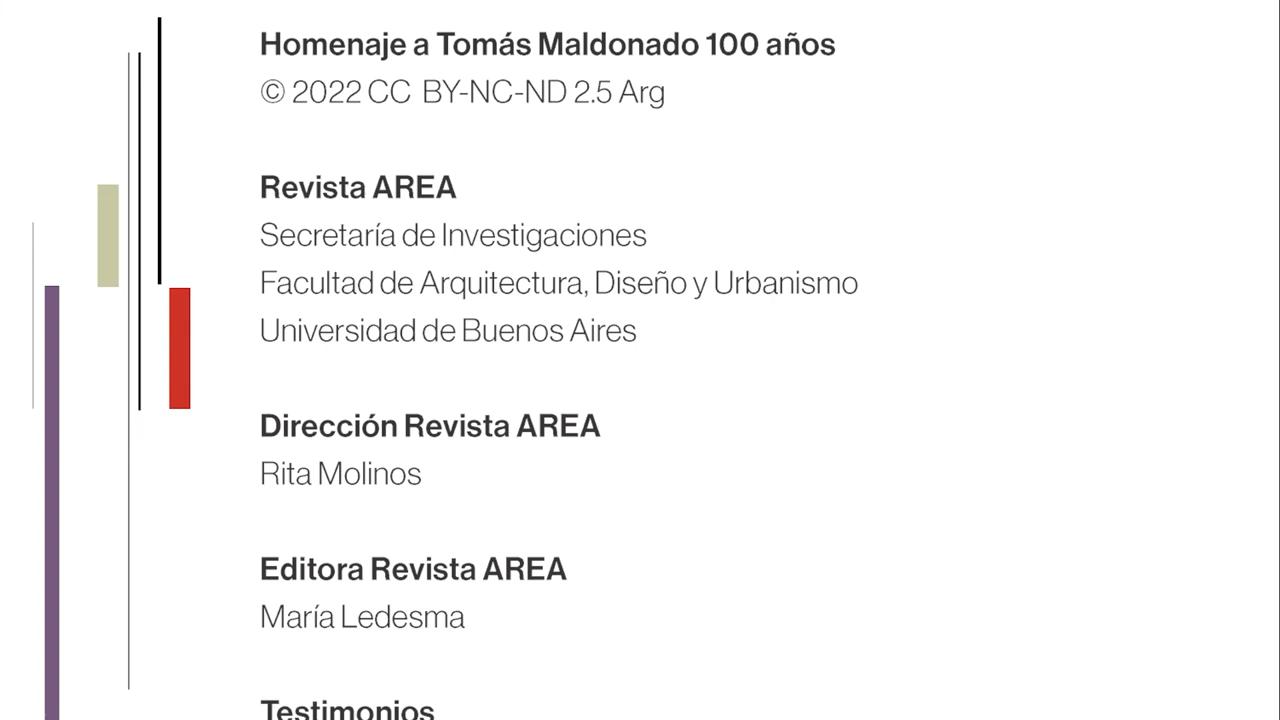 Homenaje a Tomás Maldonado 100 años
© 2022 CC BY-NC-ND 2.5 Arg
Revista AREA
Secretaría de Investigaciones
Facultad de Arquitectura, Diseño y Urbanismo
Universidad de Buenos Aires
Dirección Revista AREA
Rita Molinos
Editora Revista AREA
María Ledesma
Testimonios